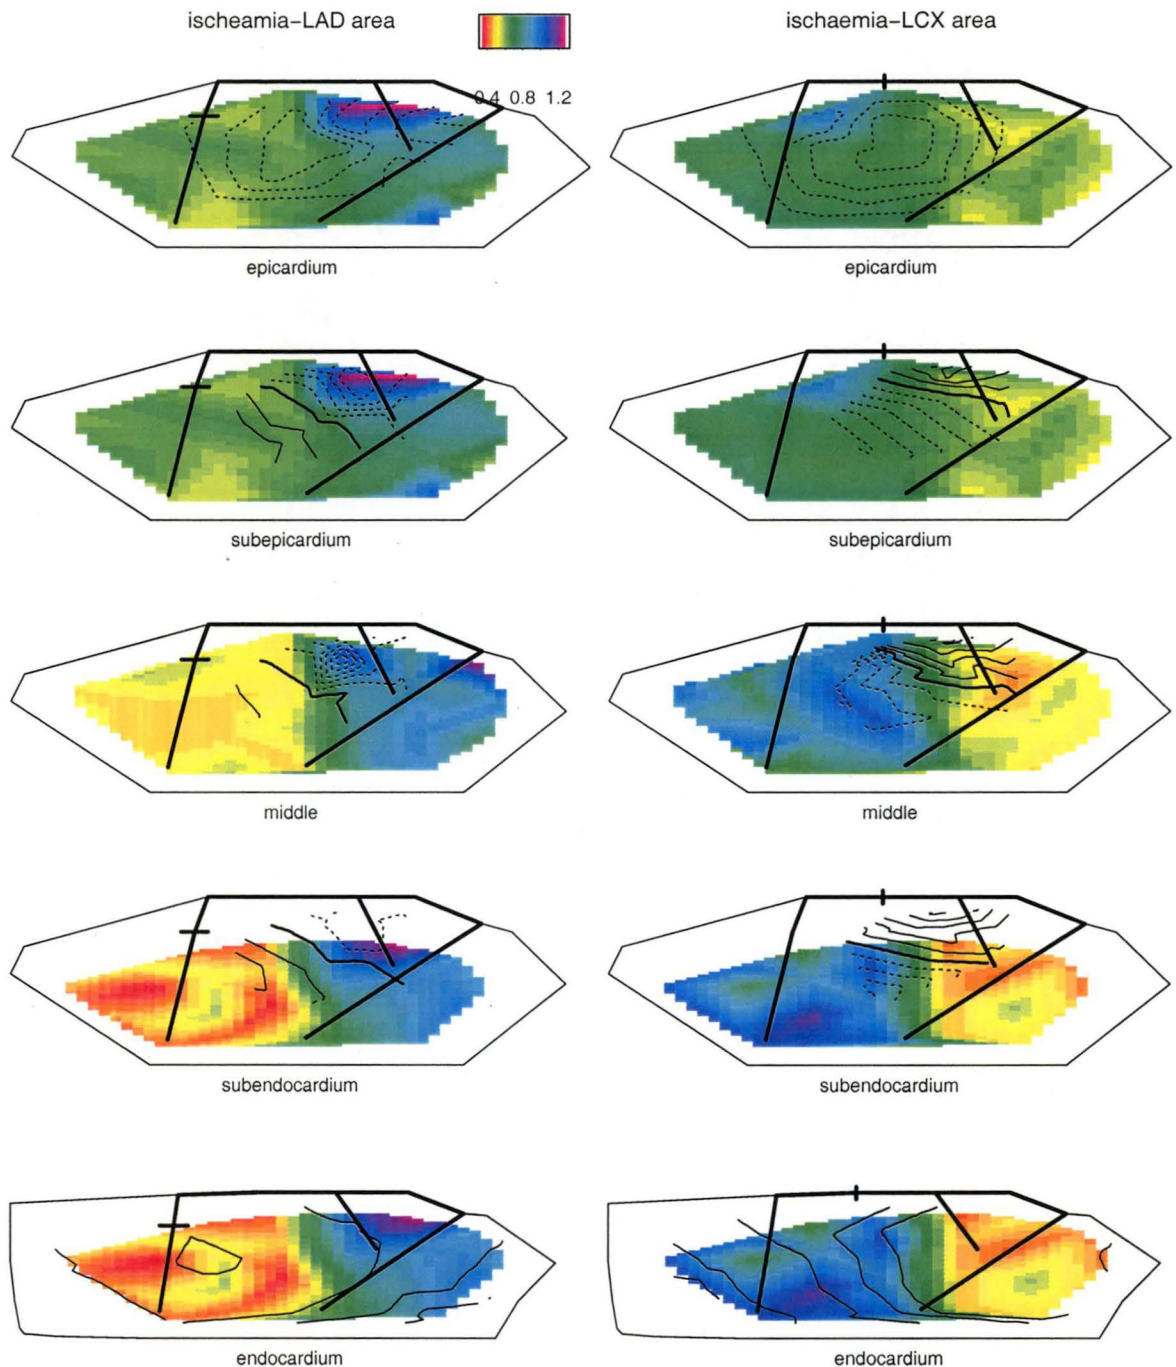 ischeamia–LAD area
ischaemia–LCX area
0.4 0.8 1.2
epicardium
epicardium
subepicardium
subepicardium
middle
middle
subendocardium
subendocardium
endocardium
endocardium